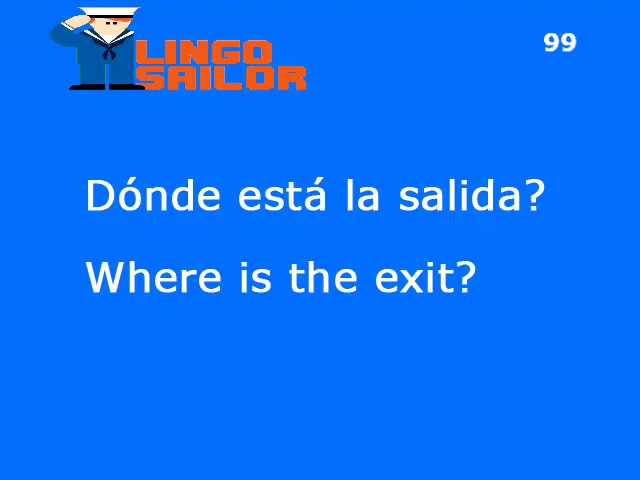 LINGO
SAILOR
99
Dónde está la salida?
Where is the exit?